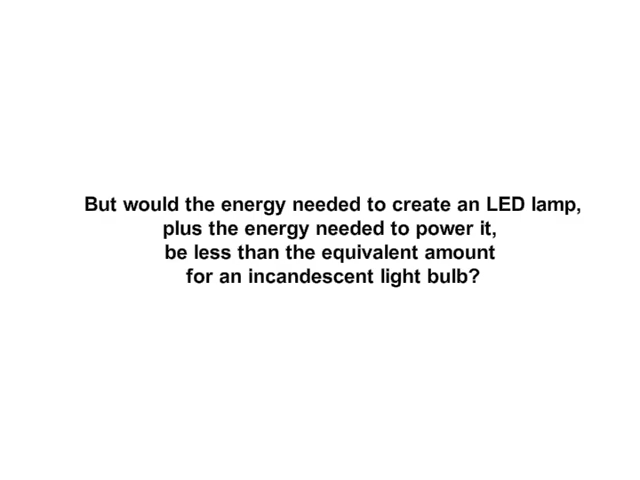 But would the energy needed to create an LED lamp,
plus the energy needed to power it,
be less than the equivalent amount
for an incandescent light bulb?